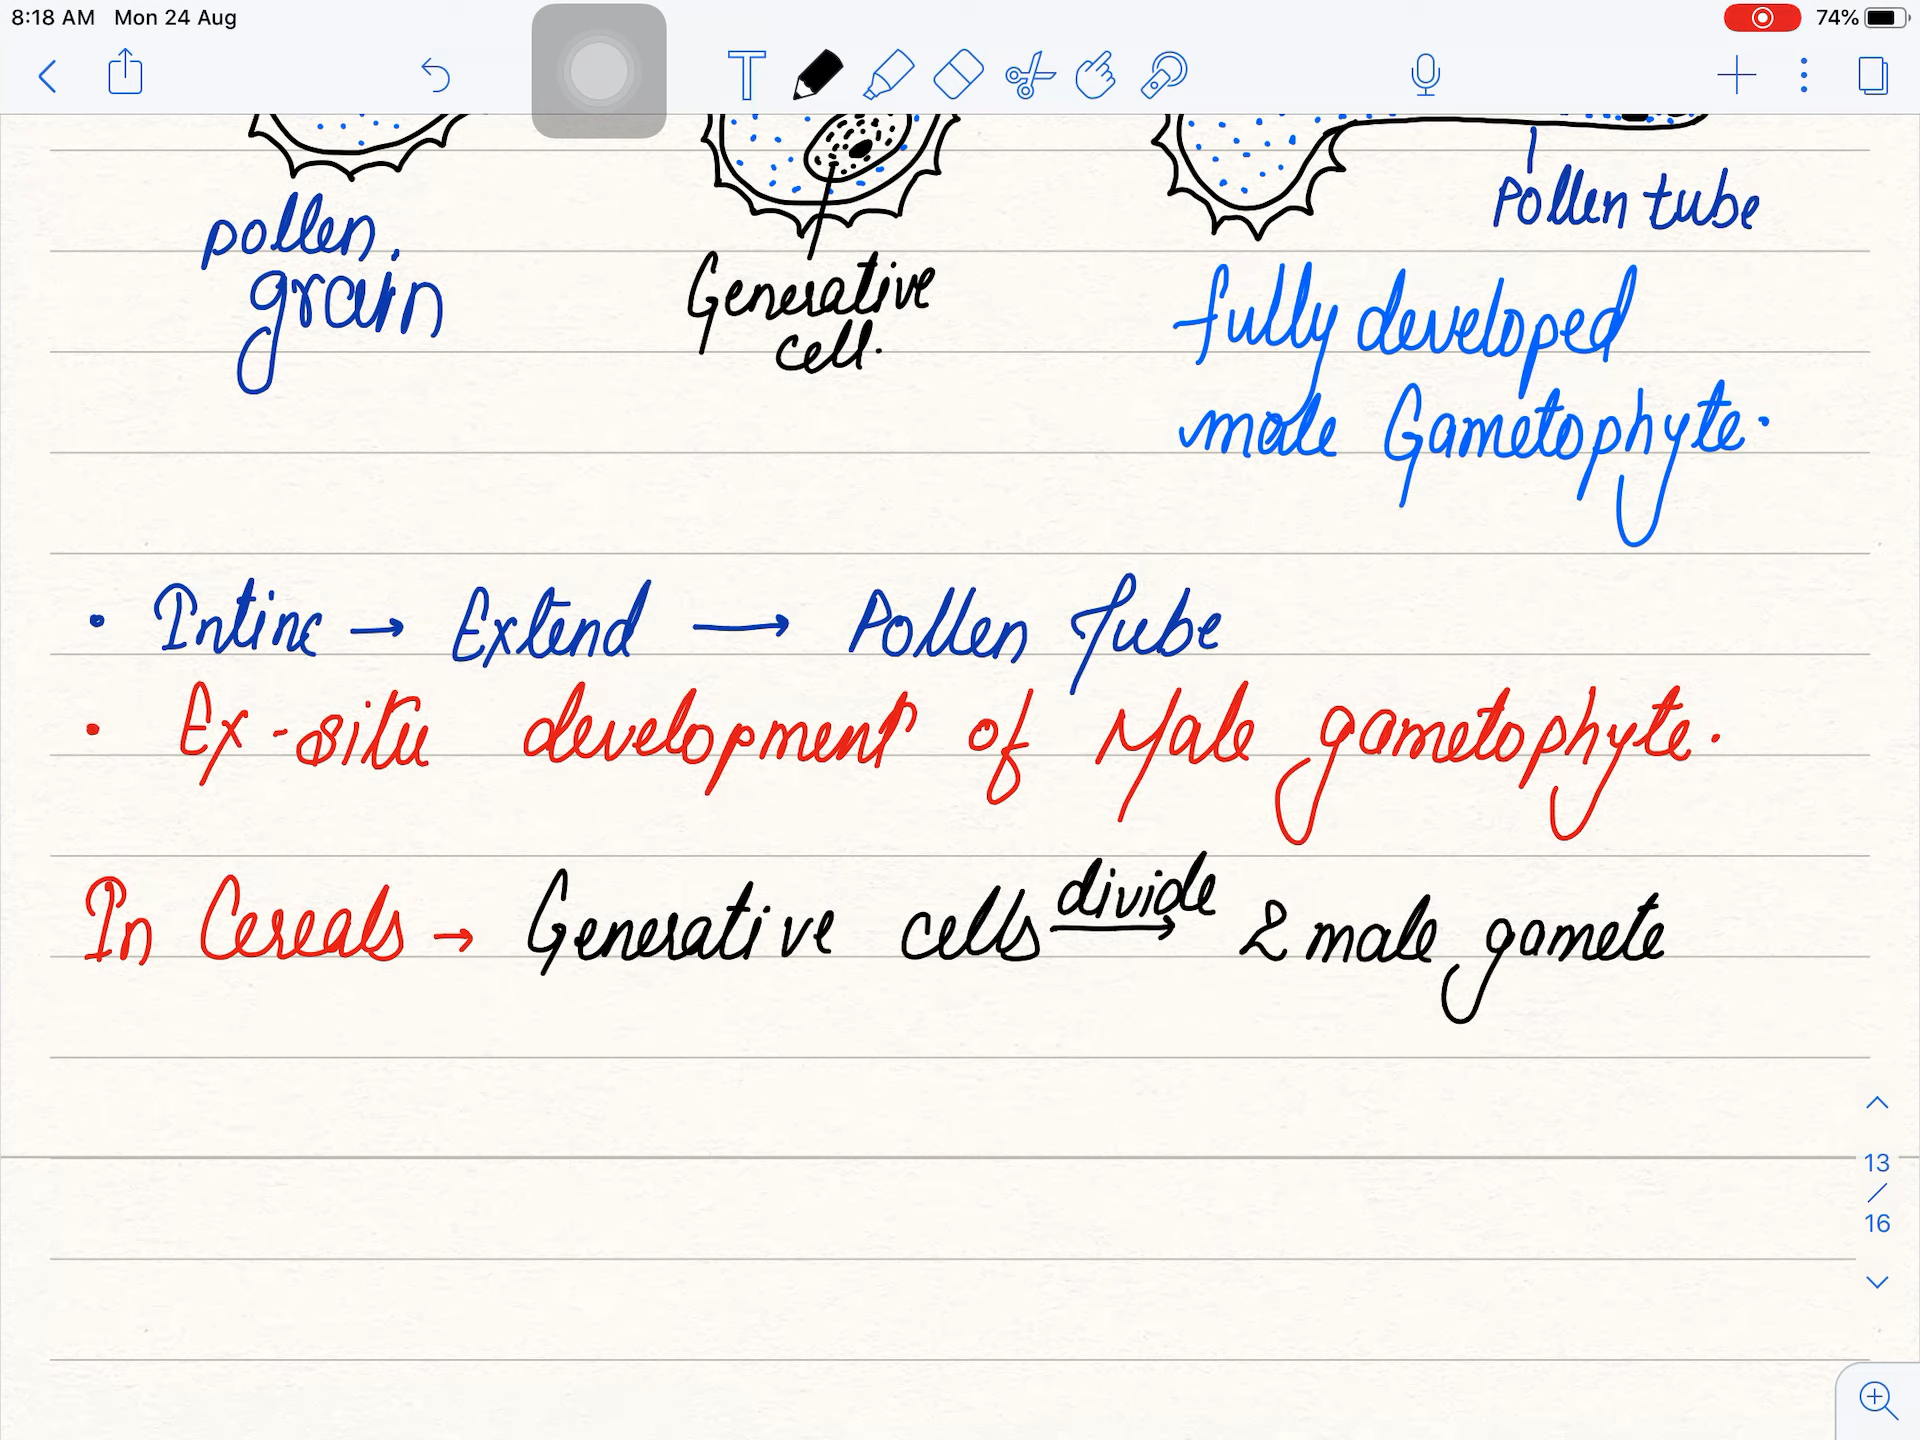 8:18 AM Mon 24 Aug 74%
pollen
grain
Generative
cell.
Pollen tube
fully developed
male Gametophyte.
• Intine → Extend → Pollen Tube
• Ex-situ development of Male gametophyte.
In Cereals → Generative cells divide → 2 male gamete
13
/
16